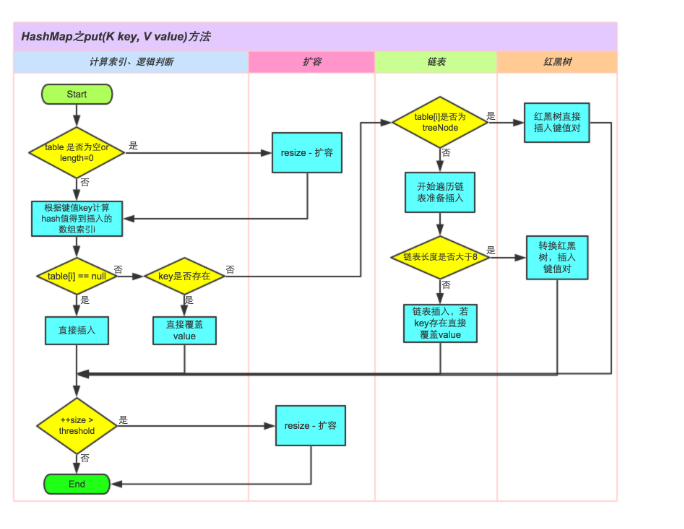 HashMap之put(K key, V value)方法
计算索引、逻辑判断
扩容
链表
红黑树
Start
table 是否为空or
length=0
是
resize - 扩容
否
根据键值key计算
hash值得到插入的
数组索引i
table[i] == null
否
key是否存在
否
是
是
直接插入
直接覆盖
value
table[i]是否为
treeNode
是
红黑树直接
插入键值对
否
开始遍历链
表准备插入
链表长度是否大于8
是
转换红黑
树，插入
键值对
否
链表插入，若
key存在直接
覆盖value
++size >
threshold
是
resize - 扩容
否
End